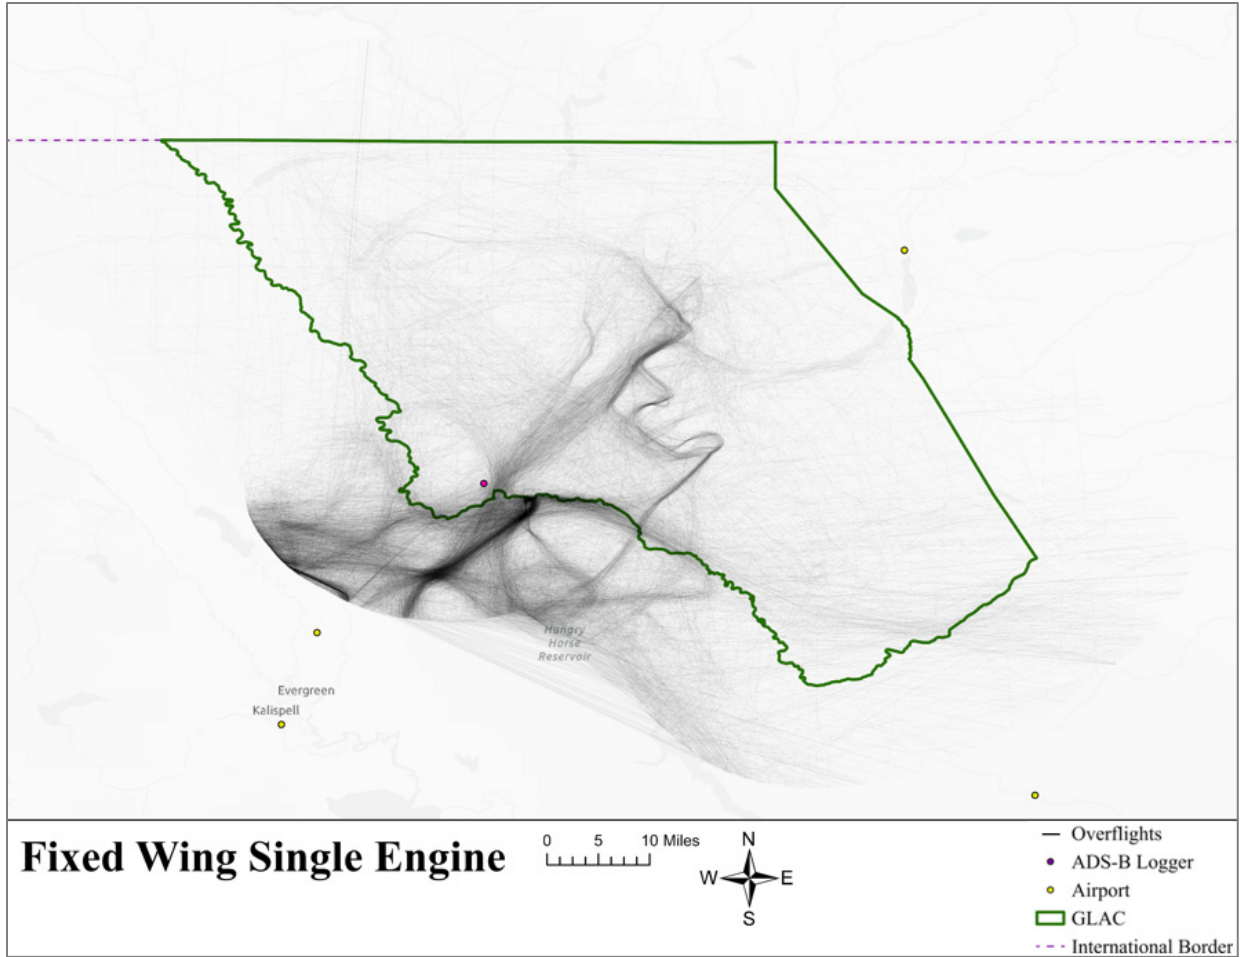 Hungry
Horse
Reservoir
Evergreen
Kalispell
Fixed Wing Single Engine
0 5 10 Miles
N
W E
S
Overflights
ADS-B Logger
Airport
GLAC
International Border